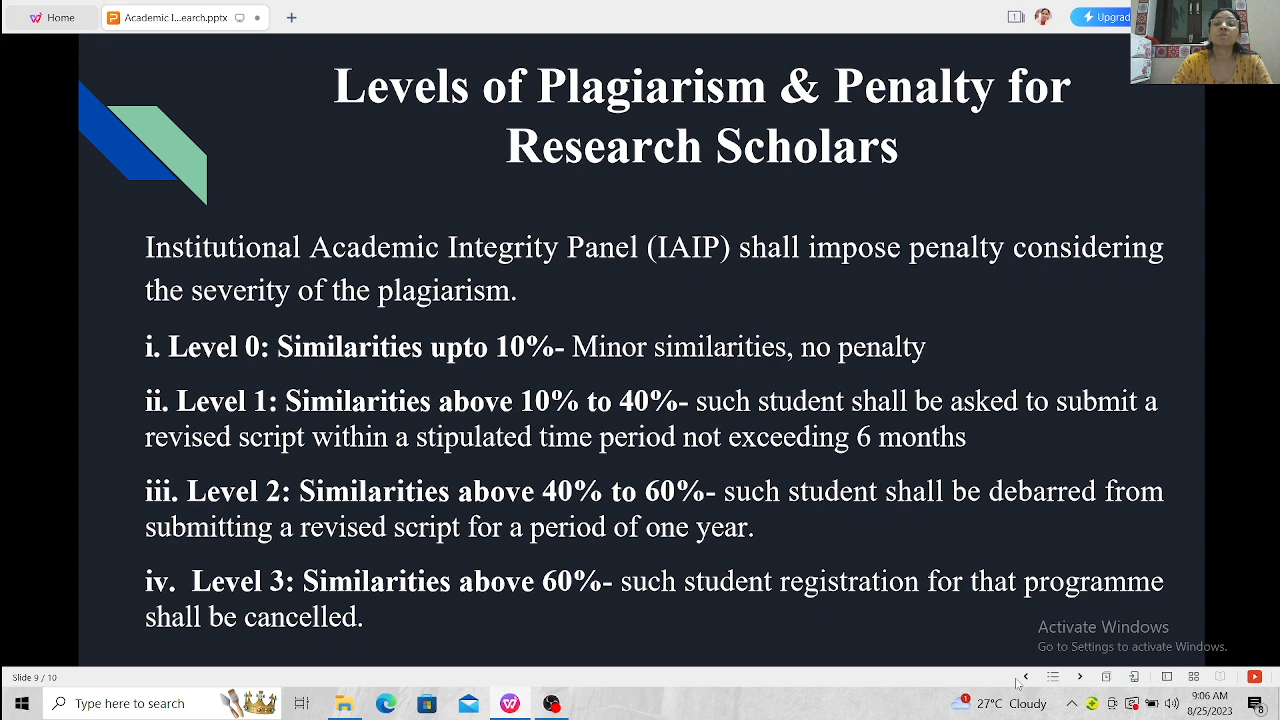 Home
Academic I...earch.pptx
1
Upgrad
Levels of Plagiarism & Penalty for
Research Scholars
Institutional Academic Integrity Panel (IAIP) shall impose penalty considering
the severity of the plagiarism.
i. Level 0: Similarities upto 10%- Minor similarities, no penalty
ii. Level 1: Similarities above 10% to 40%- such student shall be asked to submit a
revised script within a stipulated time period not exceeding 6 months
iii. Level 2: Similarities above 40% to 60%- such student shall be debarred from
submitting a revised script for a period of one year.
iv. Level 3: Similarities above 60%- such student registration for that programme
shall be cancelled.
Activate Windows
Go to Settings to activate Windows.
Slide 9 / 10
Type here to search
1
27°C Cloudy
9:06 AM
8/25/2023
8